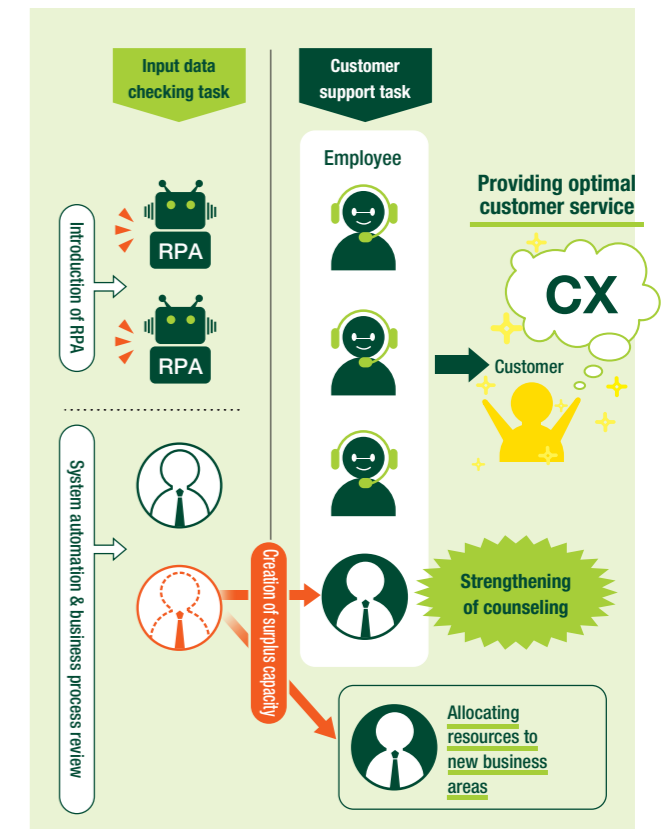 Input data
checking task
Customer
support task
Employee
Introduction of RPA
RPA
RPA
Providing optimal
customer service
CX
Customer
System automation & business process review
Creation of surplus capacity
Strengthening
of counseling
Allocating
resources to
new business
areas